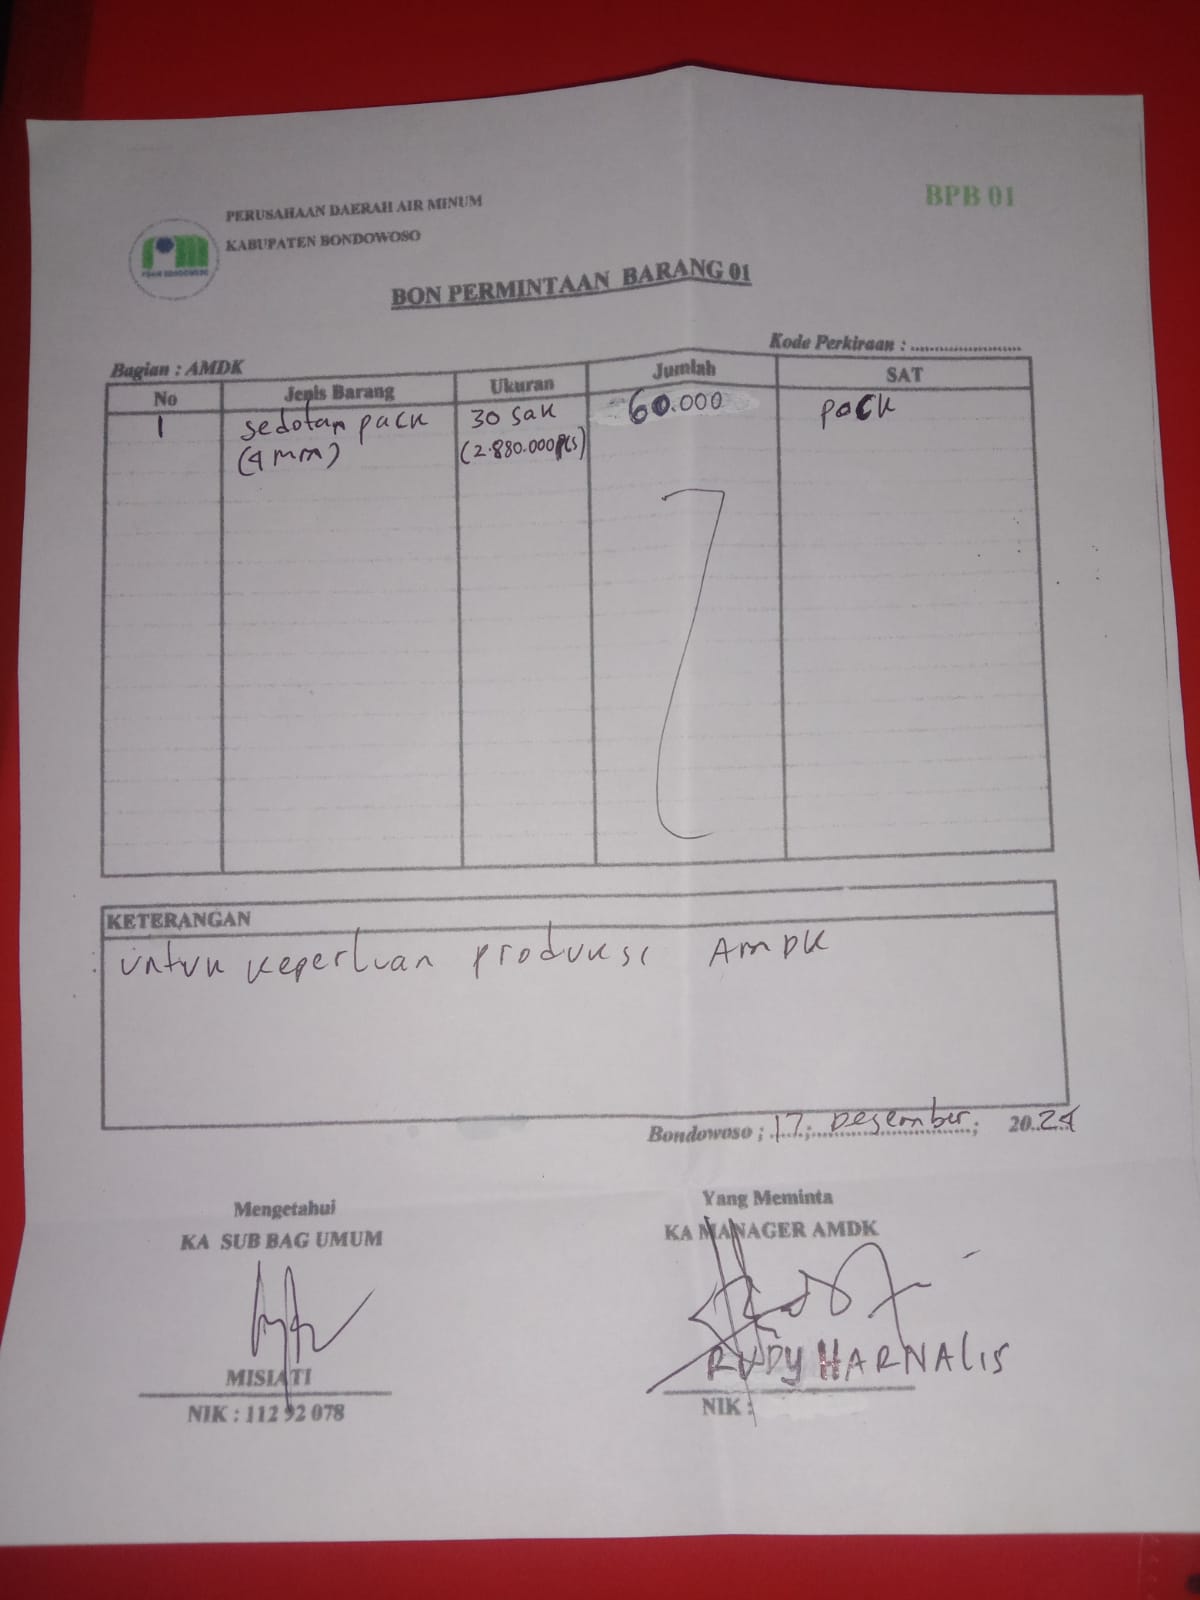 BPB 01
PERUSAHAAN DAERAH AIR MINUM
KABUPATEN BONDOWOSO
PDAM BONDOWOSO
BON PERMINTAAN BARANG 01
Bagian : AMDK
Kode Perkiraan : ........................
No Jenis Barang Ukuran Jumlah SAT
1 sedotan pack 30 sak 60.000 pack
(4 mm) (2.880.000 pcs)
KETERANGAN
: untuk keperluan produksi AMDK
Bondowoso ; 17, Desember, 2024
Mengetahui
KA SUB BAG UMUM
MISIATI
NIK : 112 92 078
Yang Meminta
KA MANAGER AMDK
RUDY HARNALIS
NIK :